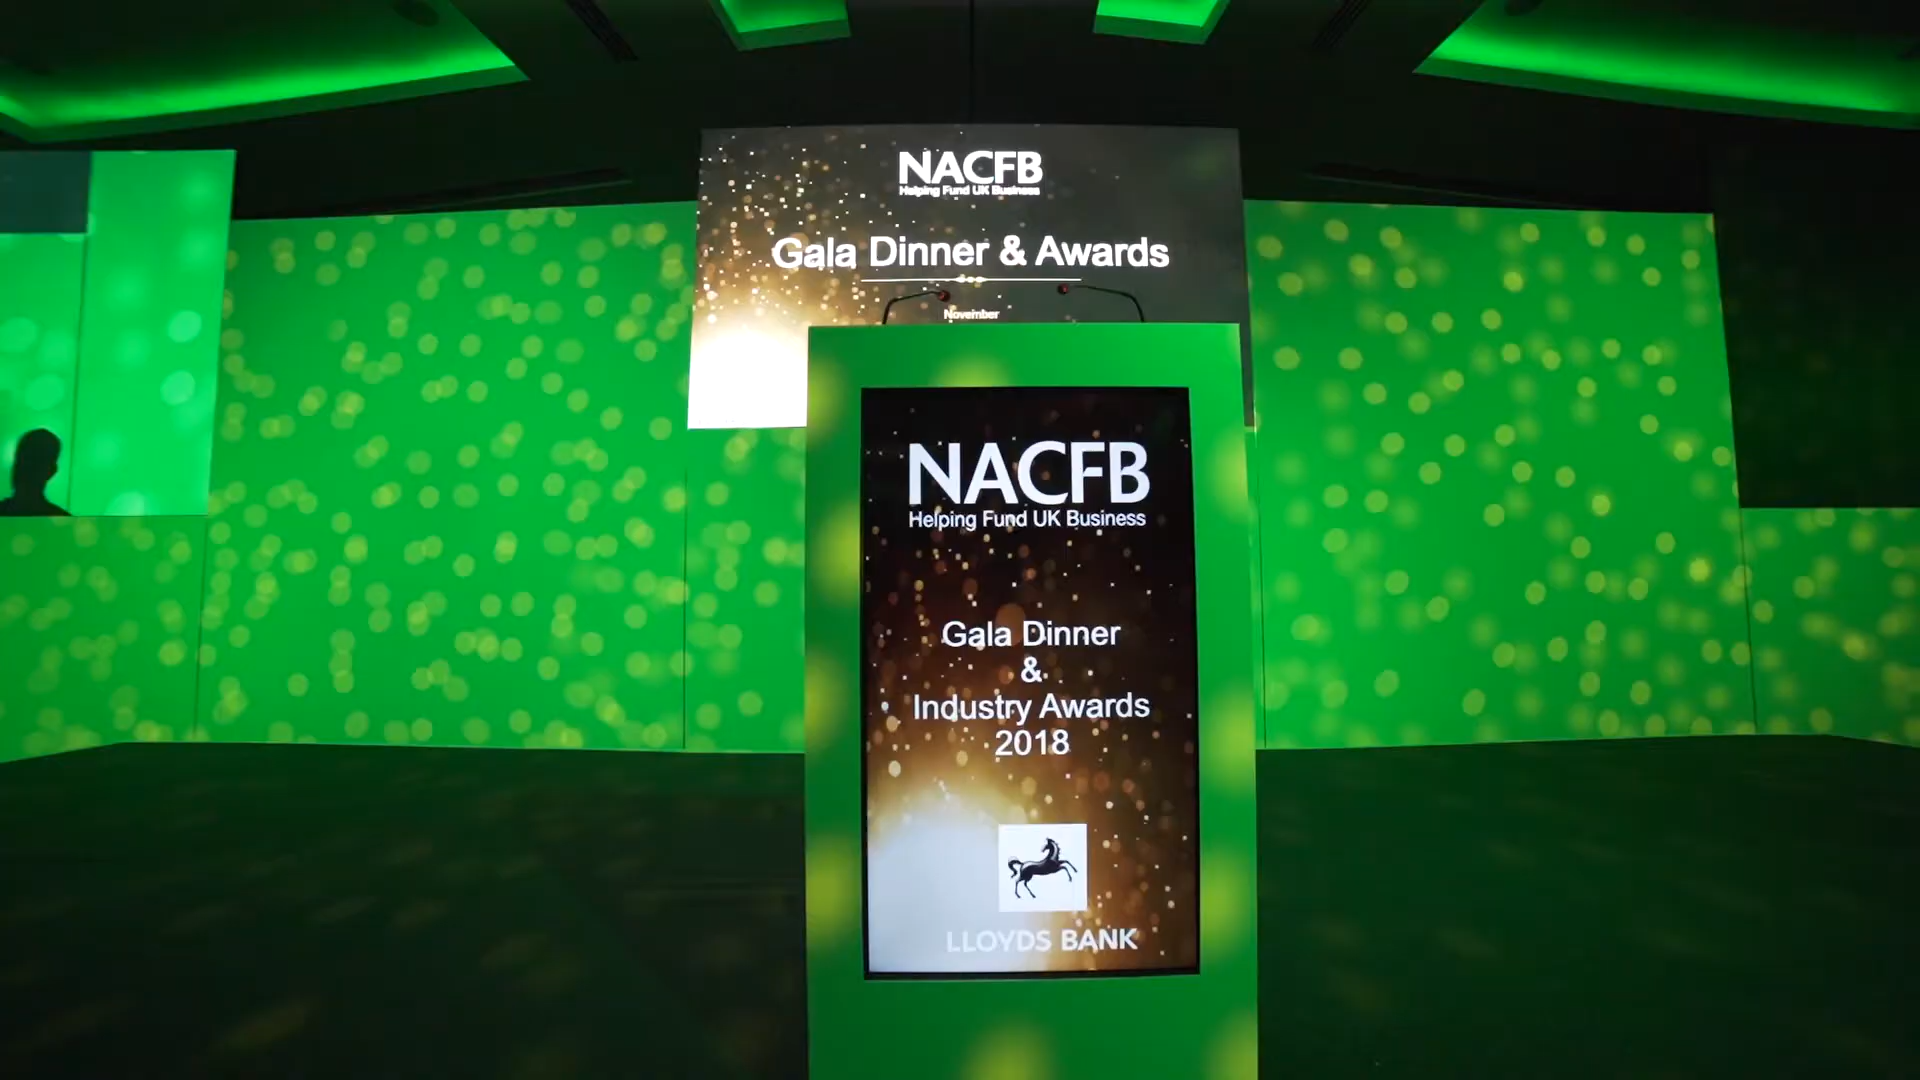 NACFB
Helping Fund UK Business
Gala Dinner & Awards
November
NACFB
Helping Fund UK Business
Gala Dinner
&
Industry Awards
2018
LLOYDS BANK